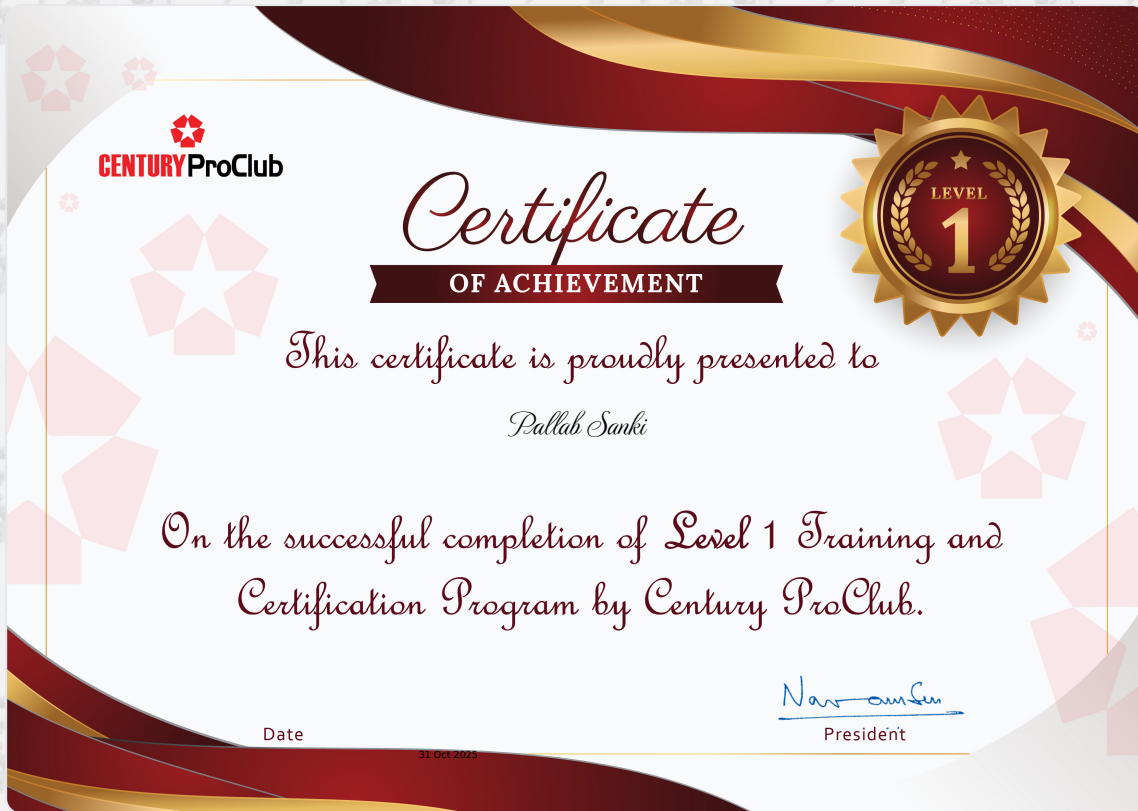 CENTURY ProClub
Certificate
OF ACHIEVEMENT
LEVEL
1
This certificate is proudly presented to
Pallab Sanki
On the successful completion of Level 1 Training and
Certification Program by Century ProClub.
Date
President
31 Oct 2025